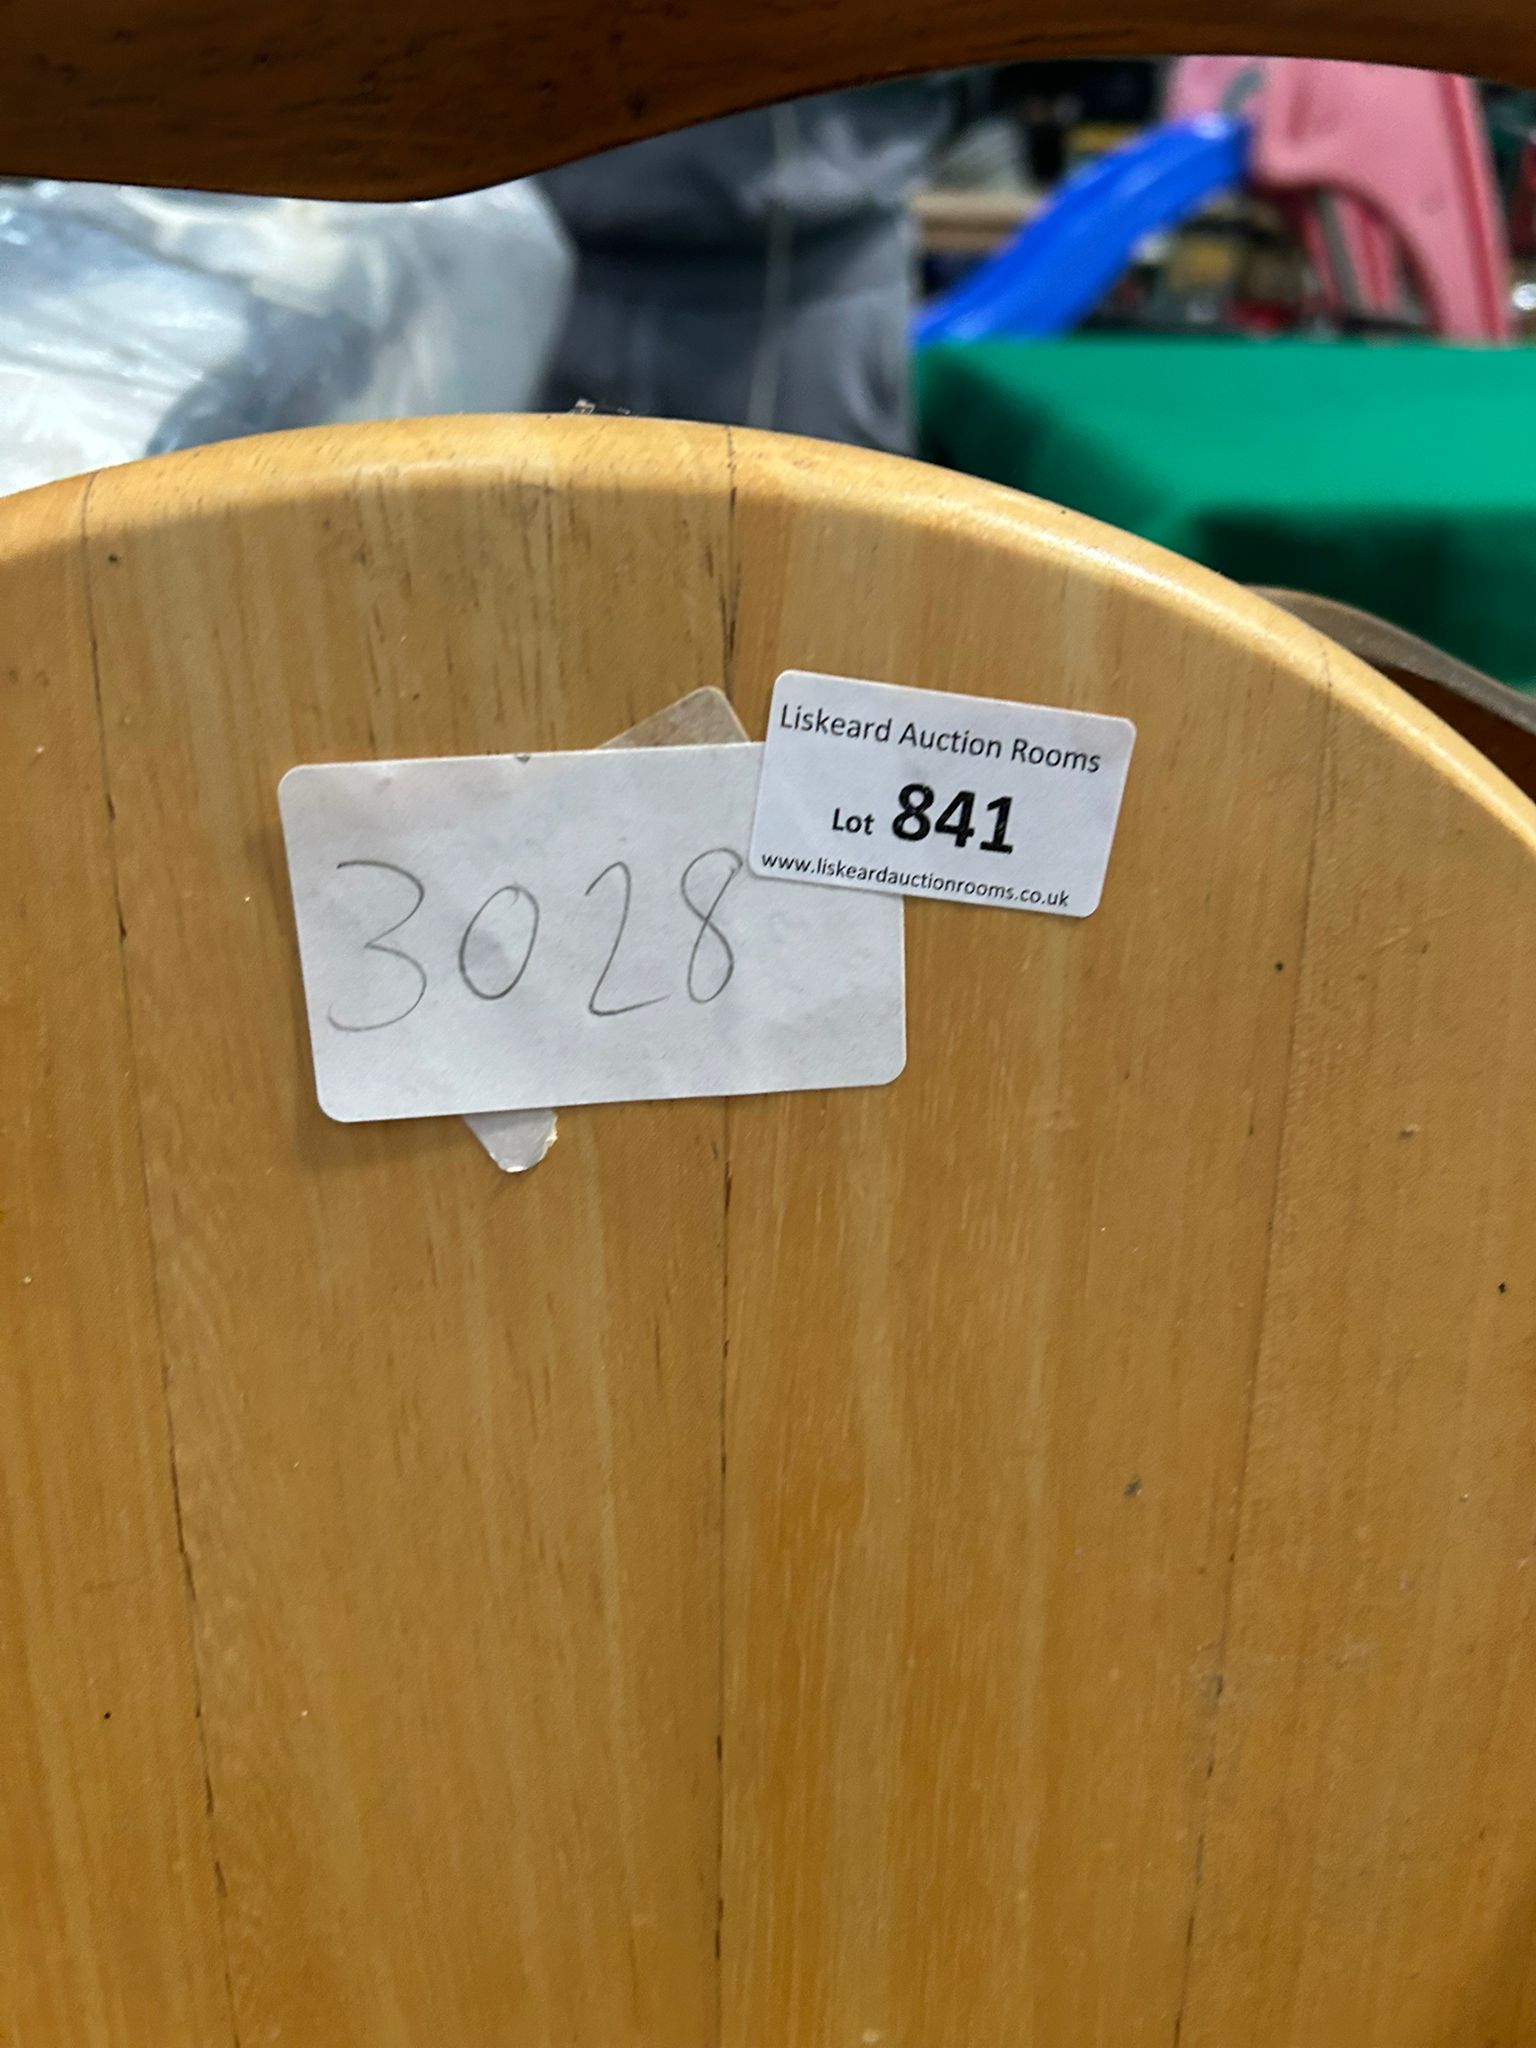 Liskeard Auction Rooms
Lot 841
www.liskeardauctionrooms.co.uk
3028